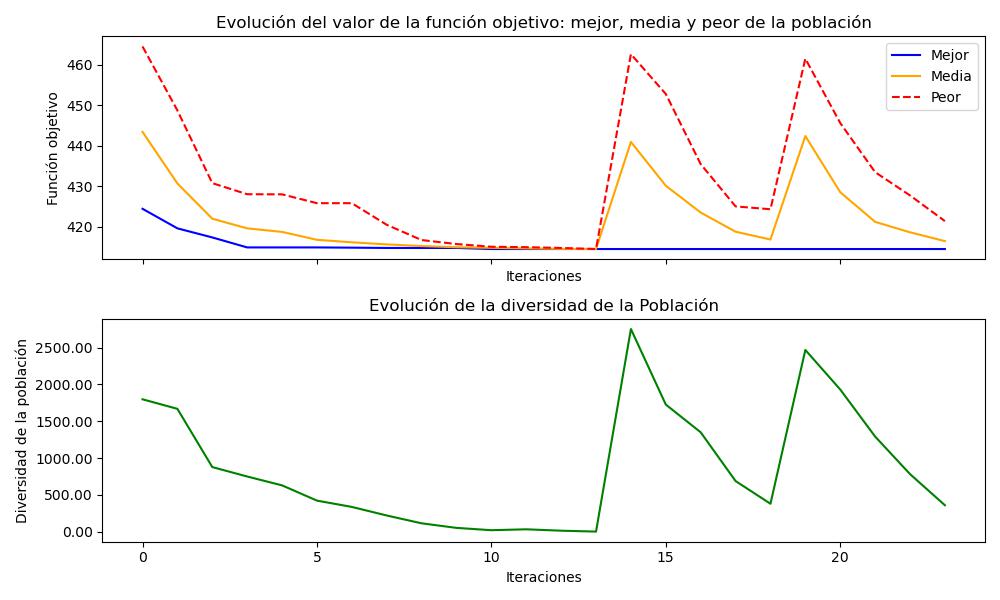 Evolución del valor de la función objetivo: mejor, media y peor de la población
Función objetivo
460
450
440
430
420
Mejor
Media
Peor
Iteraciones
Evolución de la diversidad de la Población
Diversidad de la población
2500.00
2000.00
1500.00
1000.00
500.00
0.00
0 5 10 15 20
Iteraciones